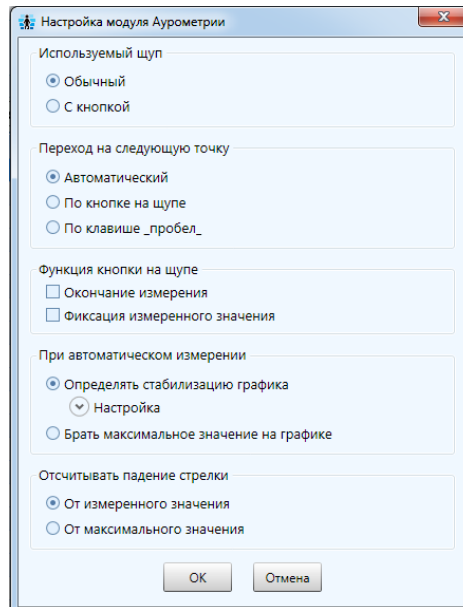 Настройка модуля Аурометрии
Используемый щуп
Обычный
С кнопкой
Переход на следующую точку
Автоматический
По кнопке на щупе
По клавише _пробел_
Функция кнопки на щупе
Окончание измерения
Фиксация измеренного значения
При автоматическом измерении
Определять стабилизацию графика
Настройка
Брать максимальное значение на графике
Отсчитывать падение стрелки
От измеренного значения
От максимального значения
ОК Отмена